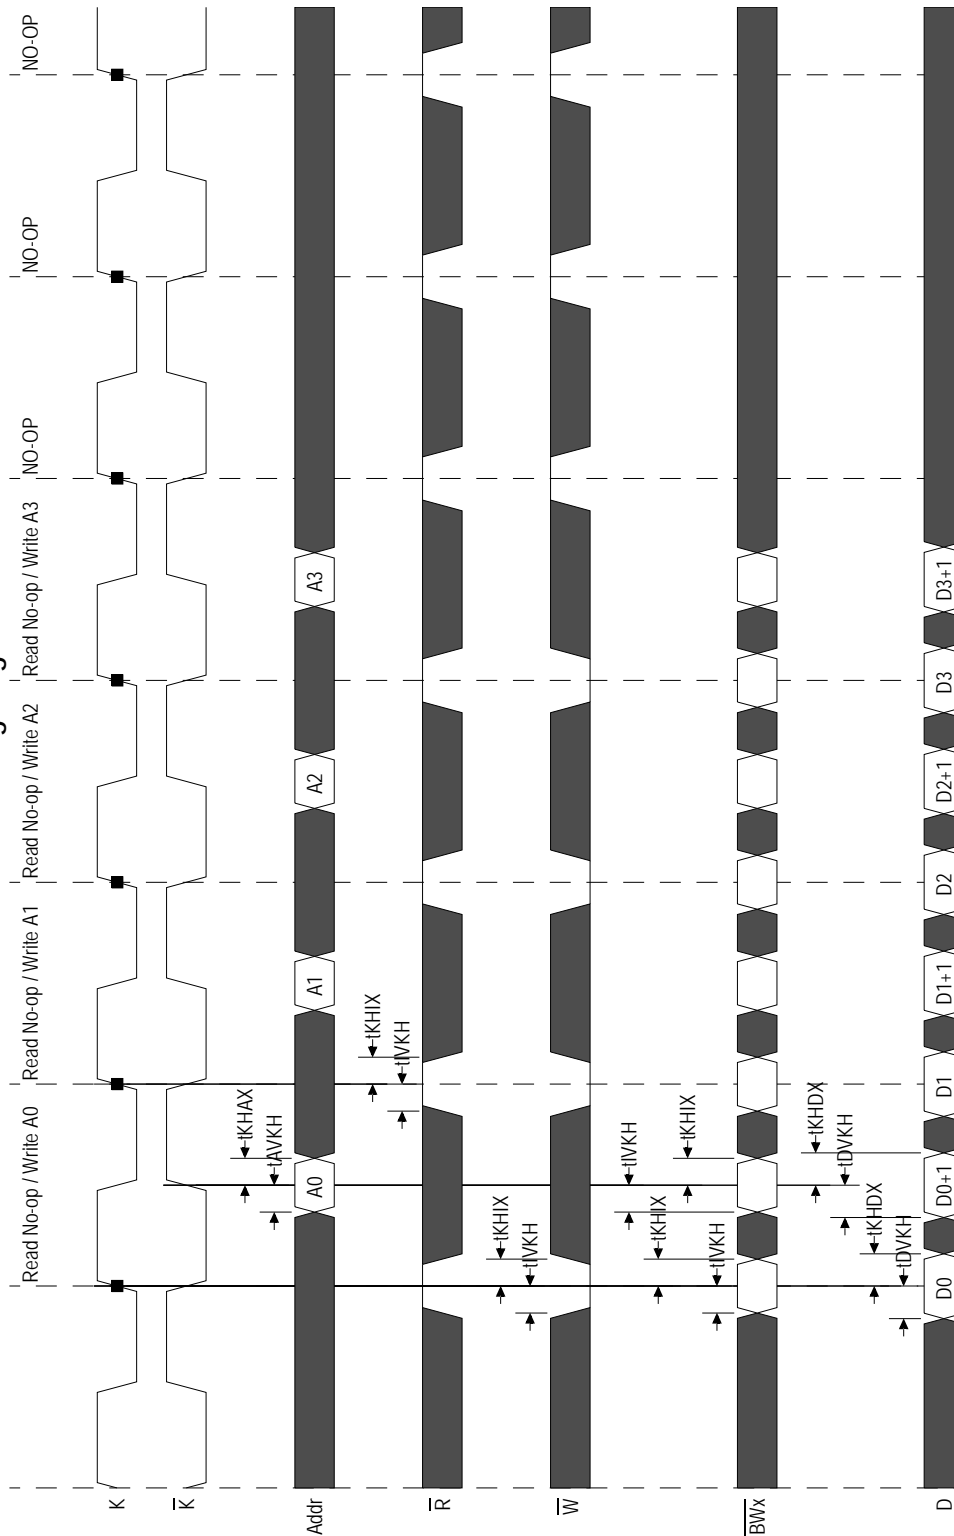 Read No-op / Write A0 Read No-op / Write A1 Read No-op / Write A2 Read No-op / Write A3 NO-OP NO-OP NO-OP
K
K
tKHAX
tAVKH
Addr A0 A1 A2 A3
tKHIX
tIVKH
R
tKHIX
tIVKH
W
tIVKH
tKHIX
tKHIX
tIVKH
BWx
tKHDX
tDVKH
tKHDX
tDVKH
D D0 D0+1 D1 D1+1 D2 D2+1 D3 D3+1